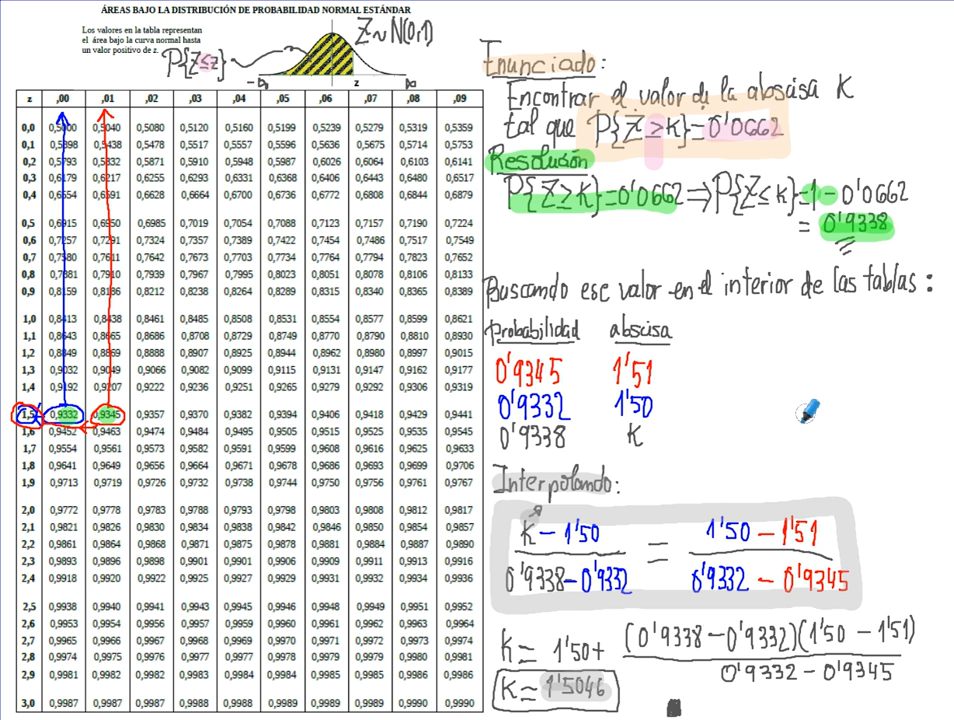 ÁREAS BAJO LA DISTRIBUCIÓN DE PROBABILIDAD NORMAL ESTÁNDAR
Los valores en la tabla representan
el área bajo la curva normal hasta
un valor positivo de z.
P{Z≤z}
Z~N(0,1)
-∞ z ∞
z ,00 ,01 ,02 ,03 ,04 ,05 ,06 ,07 ,08 ,09
0,0 0,5000 0,5040 0,5080 0,5120 0,5160 0,5199 0,5239 0,5279 0,5319 0,5359
0,1 0,5398 0,5438 0,5478 0,5517 0,5557 0,5596 0,5636 0,5675 0,5714 0,5753
0,2 0,5793 0,5832 0,5871 0,5910 0,5948 0,5987 0,6026 0,6064 0,6103 0,6141
0,3 0,6179 0,6217 0,6255 0,6293 0,6331 0,6368 0,6406 0,6443 0,6480 0,6517
0,4 0,6554 0,6591 0,6628 0,6664 0,6700 0,6736 0,6772 0,6808 0,6844 0,6879
0,5 0,6915 0,6950 0,6985 0,7019 0,7054 0,7088 0,7123 0,7157 0,7190 0,7224
0,6 0,7257 0,7291 0,7324 0,7357 0,7389 0,7422 0,7454 0,7486 0,7517 0,7549
0,7 0,7580 0,7611 0,7642 0,7673 0,7703 0,7734 0,7764 0,7794 0,7823 0,7652
0,8 0,7881 0,7910 0,7939 0,7967 0,7995 0,8023 0,8051 0,8078 0,8106 0,8133
0,9 0,8159 0,8186 0,8212 0,8238 0,8264 0,8289 0,8315 0,8340 0,8365 0,8389
1,0 0,8413 0,8438 0,8461 0,8485 0,8508 0,8531 0,8554 0,8577 0,8599 0,8621
1,1 0,8643 0,8665 0,8686 0,8708 0,8729 0,8749 0,8770 0,8790 0,8810 0,8930
1,2 0,8849 0,8869 0,8888 0,8907 0,8925 0,8944 0,8962 0,8980 0,8997 0,9015
1,3 0,9032 0,9049 0,9066 0,9082 0,9099 0,9115 0,9131 0,9147 0,9162 0,9177
1,4 0,9192 0,9207 0,9222 0,9236 0,9251 0,9265 0,9279 0,9292 0,9306 0,9319
1,5 0,9332 0,9345 0,9357 0,9370 0,9382 0,9394 0,9406 0,9418 0,9429 0,9441
1,6 0,9452 0,9463 0,9474 0,9484 0,9495 0,9505 0,9515 0,9525 0,9535 0,9545
1,7 0,9554 0,9561 0,9573 0,9582 0,9591 0,9599 0,9608 0,9616 0,9625 0,9633
1,8 0,9641 0,9649 0,9656 0,9664 0,9671 0,9678 0,9686 0,9693 0,9699 0,9706
1,9 0,9713 0,9719 0,9726 0,9732 0,9738 0,9744 0,9750 0,9756 0,9761 0,9767
2,0 0,9772 0,9778 0,9783 0,9788 0,9793 0,9798 0,9803 0,9808 0,9812 0,9817
2,1 0,9821 0,9826 0,9830 0,9834 0,9838 0,9842 0,9846 0,9850 0,9854 0,9857
2,2 0,9861 0,9864 0,9868 0,9871 0,9875 0,9878 0,9881 0,9884 0,9887 0,9890
2,3 0,9893 0,9896 0,9898 0,9901 0,9901 0,9906 0,9909 0,9911 0,9913 0,9916
2,4 0,9918 0,9920 0,9922 0,9925 0,9927 0,9929 0,9931 0,9932 0,9934 0,9936
2,5 0,9938 0,9940 0,9941 0,9943 0,9945 0,9946 0,9948 0,9949 0,9951 0,9952
2,6 0,9953 0,9954 0,9956 0,9957 0,9959 0,9960 0,9961 0,9962 0,9963 0,9964
2,7 0,9965 0,9966 0,9967 0,9968 0,9969 0,9970 0,9971 0,9972 0,9973 0,9974
2,8 0,9974 0,9975 0,9976 0,9977 0,9977 0,9978 0,9979 0,9979 0,9980 0,9981
2,9 0,9981 0,9982 0,9982 0,9983 0,9984 0,9984 0,9985 0,9985 0,9986 0,9986
3,0 0,9987 0,9987 0,9987 0,9988 0,9988 0,9989 0,9989 0,9989 0,9990 0,9990
Enunciado:
Encontrar el valor de la abscisa K
tal que P{Z≥K}=0'0662
Resolución
P{Z≥K}=0'0662⇒P{Z≤K}=1-0'0662
= 0'9338
Buscando ese valor en el interior de las tablas:
Probabilidad abscisa
0'9345 1'51
0'9332 1'50
0'9338 K
Interpolando:
K-1'50 / 0'9338-0'9332 = 1'50-1'51 / 0'9332-0'9345
K= 1'50+ (0'9338-0'9332)(1'50-1'51) / 0'9332-0'9345
K=1'5046